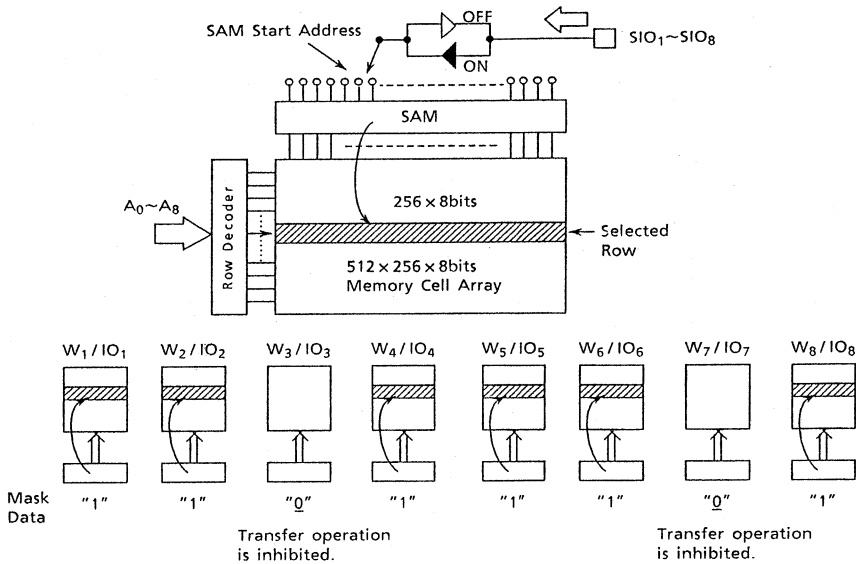 OFF
SAM Start Address
SIO₁~SIO₈
ON
SAM
A₀~A₈
Row Decoder
256 x 8bits
Selected
Row
512 x 256 x 8bits
Memory Cell Array
W₁/IO₁ W₂/IO₂ W₃/IO₃ W₄/IO₄ W₅/IO₅ W₆/IO₆ W₇/IO₇ W₈/IO₈
Mask
Data
"1" "1" "0" "1" "1" "1" "0" "1"
Transfer operation
is inhibited.
Transfer operation
is inhibited.